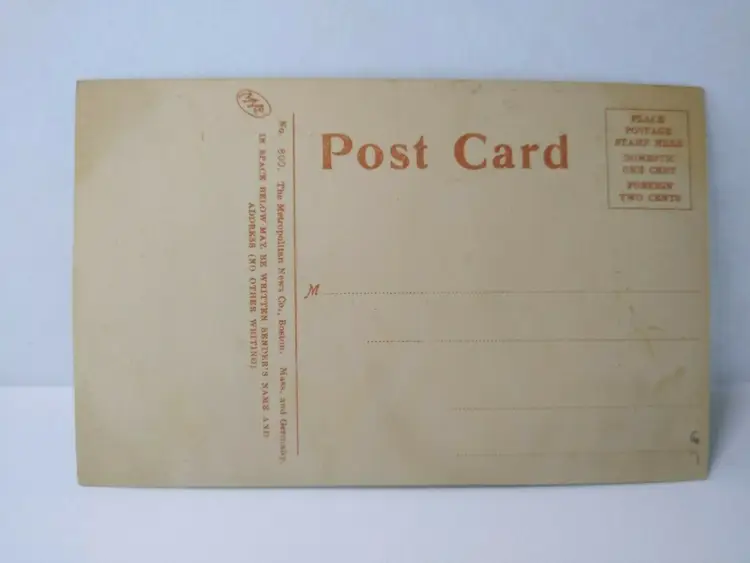 Post Card
PLACE
POSTAGE
STAMP HERE
DOMESTIC
ONE CENT
FOREIGN
TWO CENTS
M
No. 890. The Metropolitan News Co., Boston. Mass. and Germany.
IN SPACE BELOW MAY BE WRITTEN SENDER'S NAME AND
ADDRESS (NO OTHER WRITING)